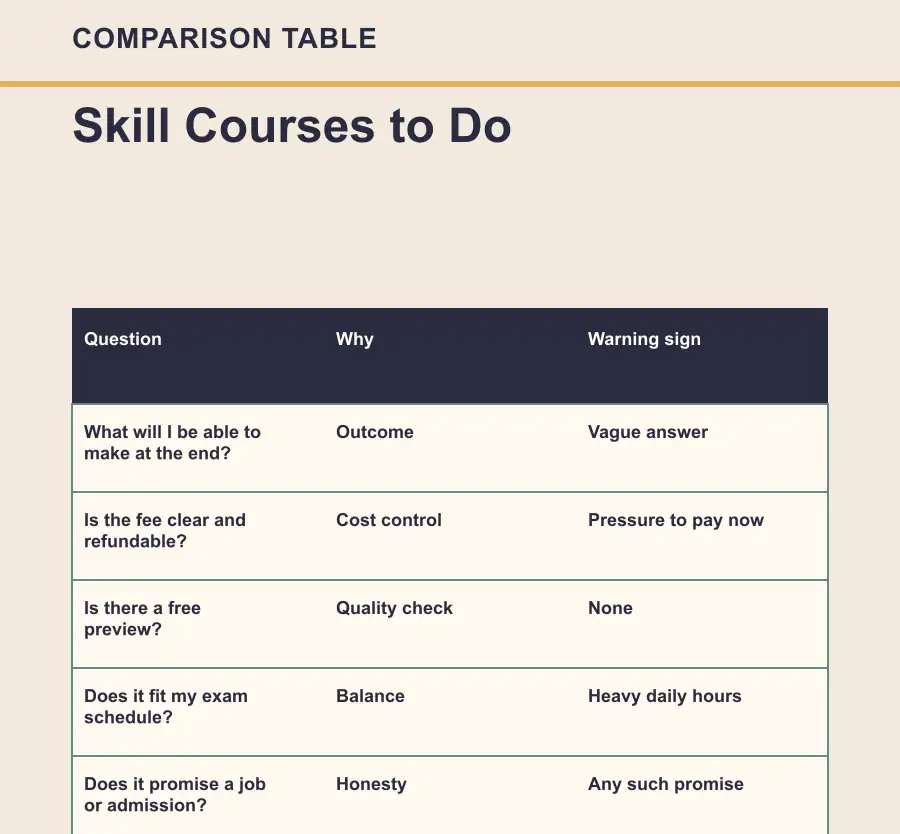 COMPARISON TABLE
Skill Courses to Do
Question Why Warning sign
What will I be able to Outcome Vague answer
make at the end?
Is the fee clear and Cost control Pressure to pay now
refundable?
Is there a free Quality check None
preview?
Does it fit my exam Balance Heavy daily hours
schedule?
Does it promise a job Honesty Any such promise
or admission?